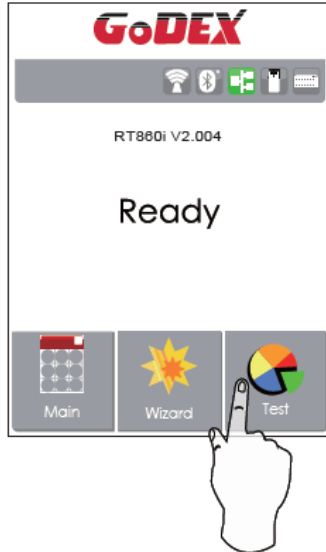 GoDEX
RT860i V2.004
Ready
Main
Wizard
Test